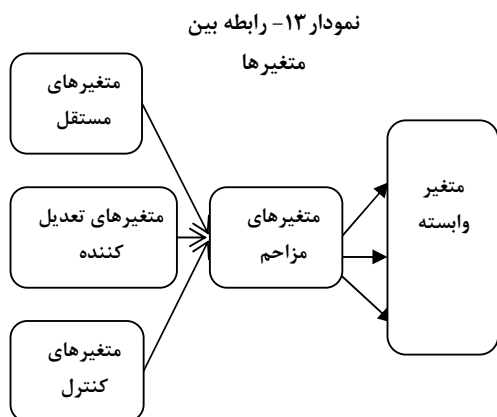 نمودار ۱۳- رابطه بین
متغیرها
متغیرهای
مستقل
متغیرهای تعدیل
کننده
متغیرهای
کنترل
متغیرهای
مزاحم
متغیر
وابسته